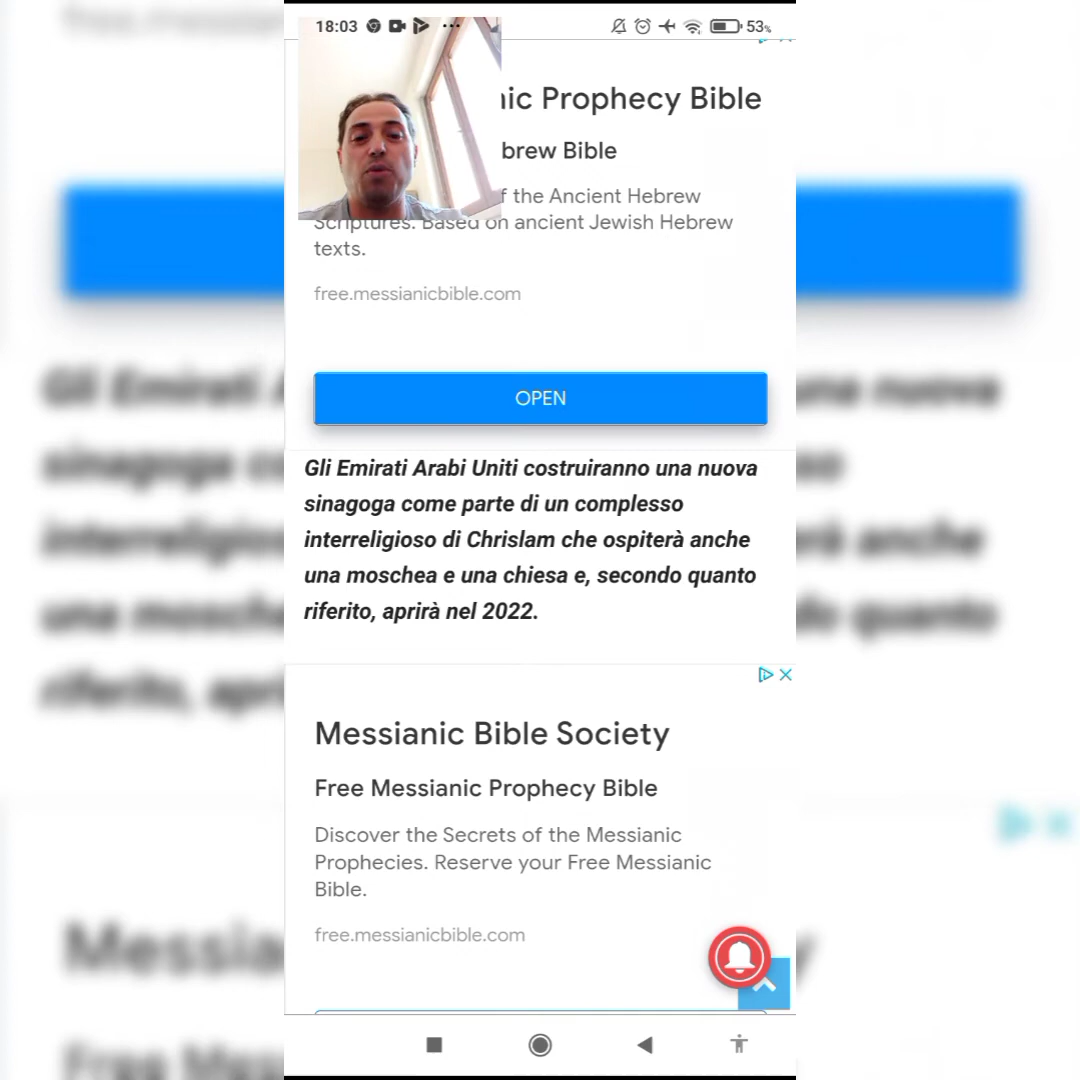 18:03
53%
ic Prophecy Bible
brew Bible
f the Ancient Hebrew
Scriptures. Based on ancient Jewish Hebrew
texts.
free.messianicbible.com
OPEN
Gli Emirati Arabi Uniti costruiranno una nuova
sinagoga come parte di un complesso
interreligioso di Chrislam che ospiterà anche
una moschea e una chiesa e, secondo quanto
riferito, aprirà nel 2022.
Messianic Bible Society
Free Messianic Prophecy Bible
Discover the Secrets of the Messianic
Prophecies. Reserve your Free Messianic
Bible.
free.messianicbible.com